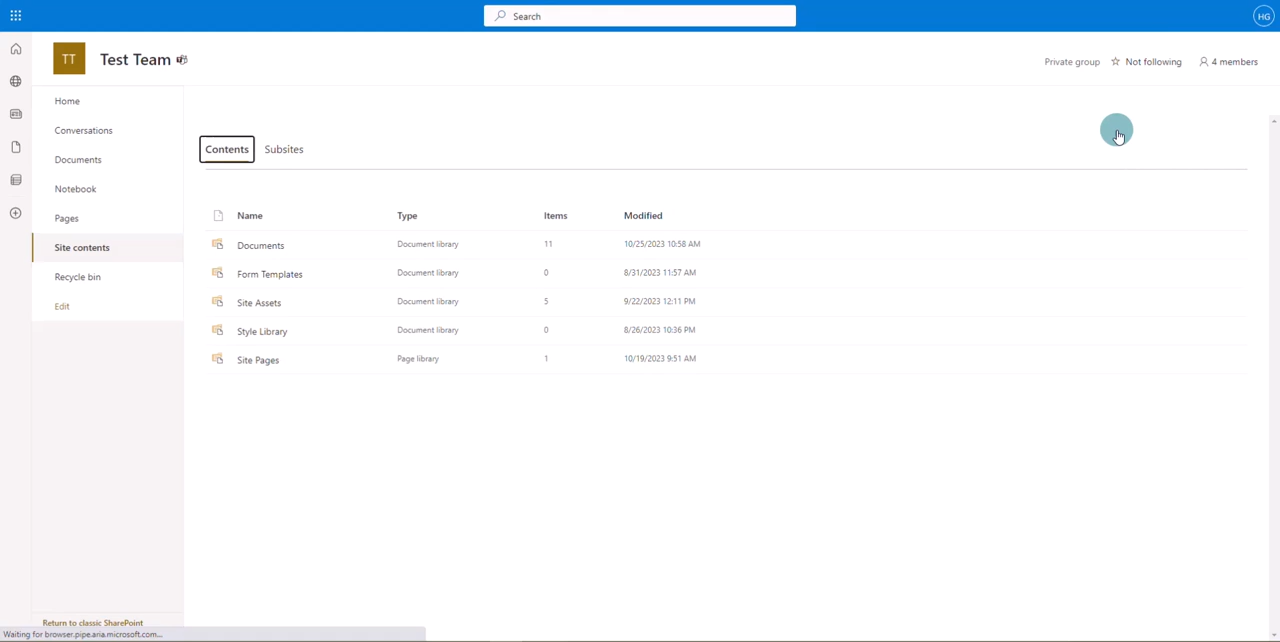 Search
HG
TT
Test Team
Private group
Not following
4 members
Home
Conversations
Documents
Notebook
Pages
Site contents
Recycle bin
Edit
Contents Subsites
Name Type Items Modified
Documents Document library 11 10/25/2023 10:58 AM
Form Templates Document library 0 8/31/2023 11:57 AM
Site Assets Document library 5 9/22/2023 12:11 PM
Style Library Document library 0 8/26/2023 10:36 PM
Site Pages Page library 1 10/19/2023 9:51 AM
Return to classic SharePoint
Waiting for browser.pipe.aria.microsoft.com...